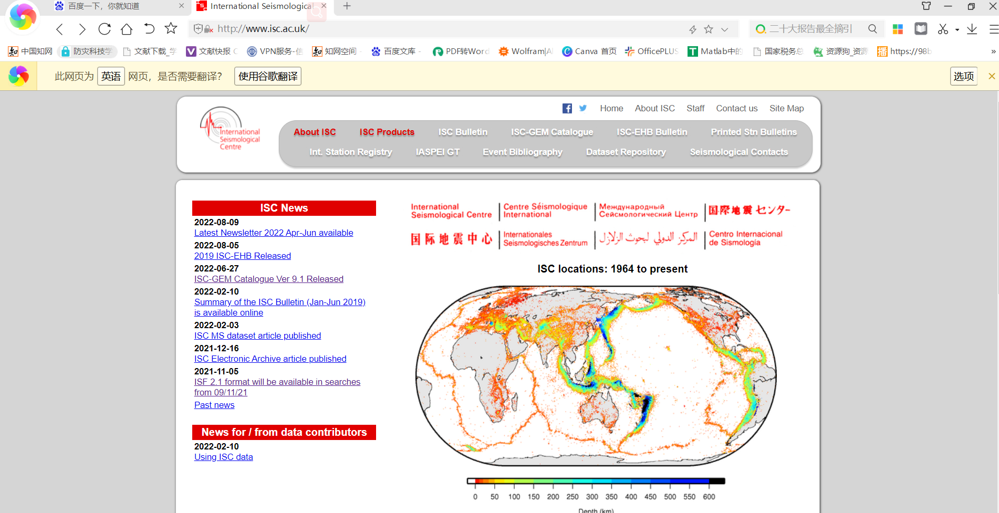 百度一下，你就知道
International Seismological
http://www.isc.ac.uk/
二十大报告最全摘引
中国知网
防灾科技学
文献下载_学
文献快报
VPN服务-信
知网空间
百度文库 -
PDF转Word
Wolfram|Al
Canva 首页
OfficePLUS
Matlab中的
国家税务总
资源狗_资源
播
https://98b
此网页为 英语 网页，是否需要翻译？ 使用谷歌翻译
选项
International
Seismological
Centre
Home About ISC Staff Contact us Site Map
About ISC ISC Products ISC Bulletin ISC-GEM Catalogue ISC-EHB Bulletin Printed Stn Bulletins
Int. Station Registry IASPEI GT Event Bibliography Dataset Repository Seismological Contacts
ISC News
2022-08-09
Latest Newsletter 2022 Apr-Jun available
2022-08-05
2019 ISC-EHB Released
2022-06-27
ISC-GEM Catalogue Ver 9.1 Released
2022-02-10
Summary of the ISC Bulletin (Jan-Jun 2019)
is available online
2022-02-03
ISC MS dataset article published
2021-12-16
ISC Electronic Archive article published
2021-11-05
ISF 2.1 format will be available in searches
from 09/11/21
Past news
News for / from data contributors
2022-02-10
Using ISC data
International
Seismological Centre
Centre Séismologique
International
Международный
Сейсмологический Центр
国際地震センター
国际地震中心
Internationales
Seismologisches Zentrum
المركز الدولي لبحوث الزلازل
Centro Internacional
de Sismología
ISC locations: 1964 to present
0 50 100 150 200 250 300 350 400 450 500 550 600
Depth (km)